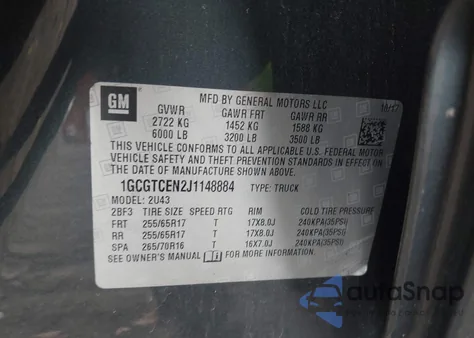 GM
MFD BY GENERAL MOTORS LLC
10/17
GVWR GAWR FRT GAWR RR
2722 KG 1452 KG 1588 KG
6000 LB 3200 LB 3500 LB
THIS VEHICLE CONFORMS TO ALL APPLICABLE U.S. FEDERAL MOTOR
VEHICLE SAFETY AND THEFT PREVENTION STANDARDS IN EFFECT ON
THE DATE OF MANUFACTURE SHOWN ABOVE.
1GCGTCEN2J1148884 TYPE: TRUCK
MODEL: 2U43
2BF3 TIRE SIZE SPEED RTG RIM COLD TIRE PRESSURE
FRT 255/65R17 T 17X8.0J 240KPA(35PSI)
RR 255/65R17 T 17X8.0J 240KPA(35PSI)
SPA 265/70R16 T 16X7.0J 240KPA(35PSI)
SEE OWNER'S MANUAL FOR MORE INFORMATION.
autoSnap